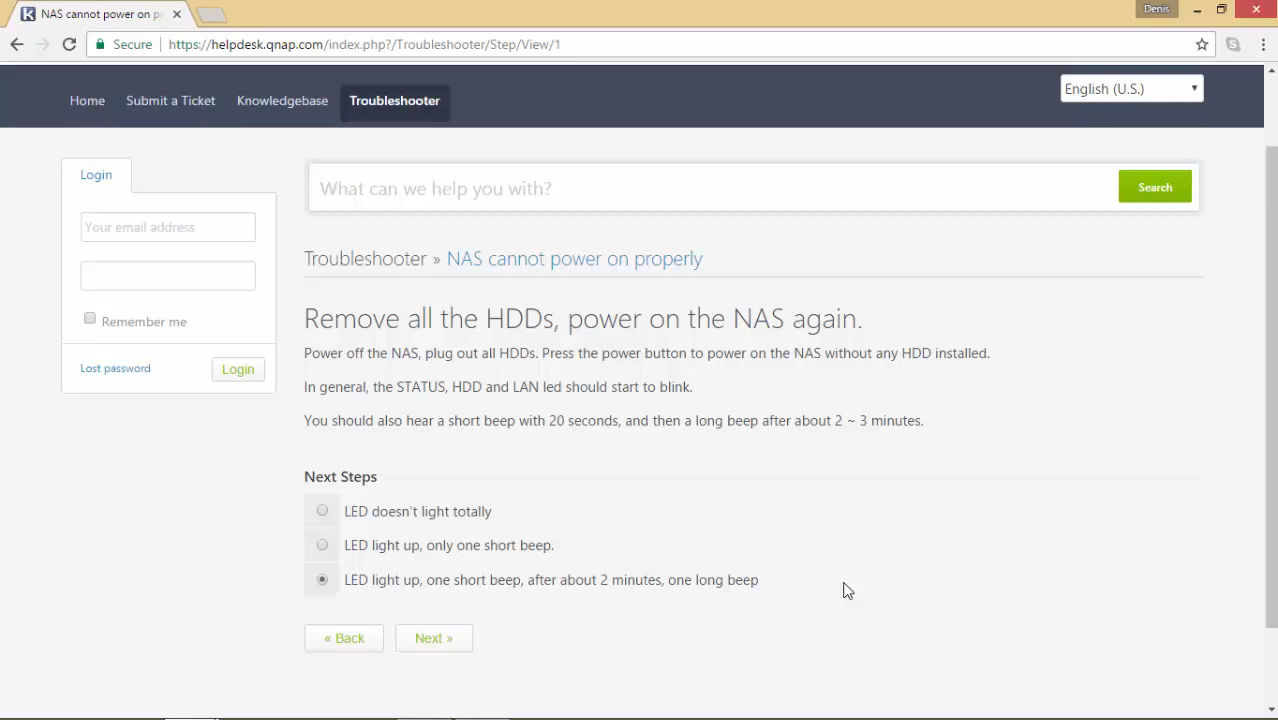 NAS cannot power on p
Denis
Secure
https://helpdesk.qnap.com/index.php?/Troubleshooter/Step/View/1
Home
Submit a Ticket
Knowledgebase
Troubleshooter
English (U.S.)
Login
Your email address
Remember me
Lost password
Login
What can we help you with?
Search
Troubleshooter » NAS cannot power on properly
Remove all the HDDs, power on the NAS again.
Power off the NAS, plug out all HDDs. Press the power button to power on the NAS without any HDD installed.
In general, the STATUS, HDD and LAN led should start to blink.
You should also hear a short beep with 20 seconds, and then a long beep after about 2 ~ 3 minutes.
Next Steps
LED doesn't light totally
LED light up, only one short beep.
LED light up, one short beep, after about 2 minutes, one long beep
« Back
Next »